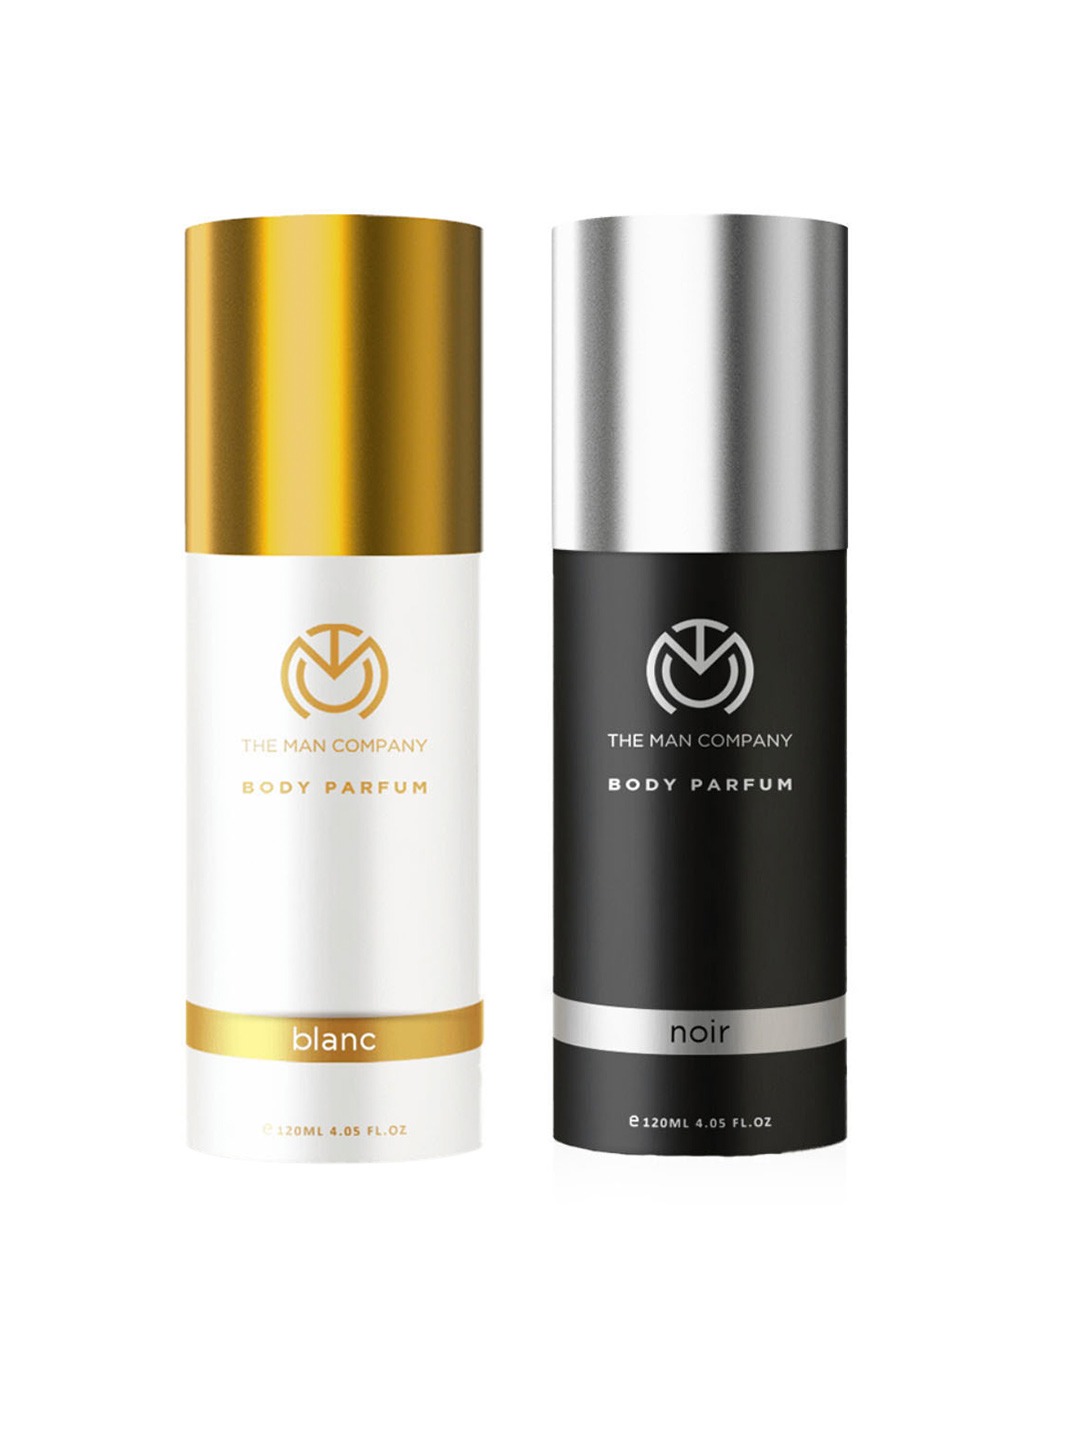 THE MAN COMPANY
BODY PARFUM
blanc
e 120ML 4.05 FL.OZ
THE MAN COMPANY
BODY PARFUM
noir
e 120ML 4.05 FL.OZ